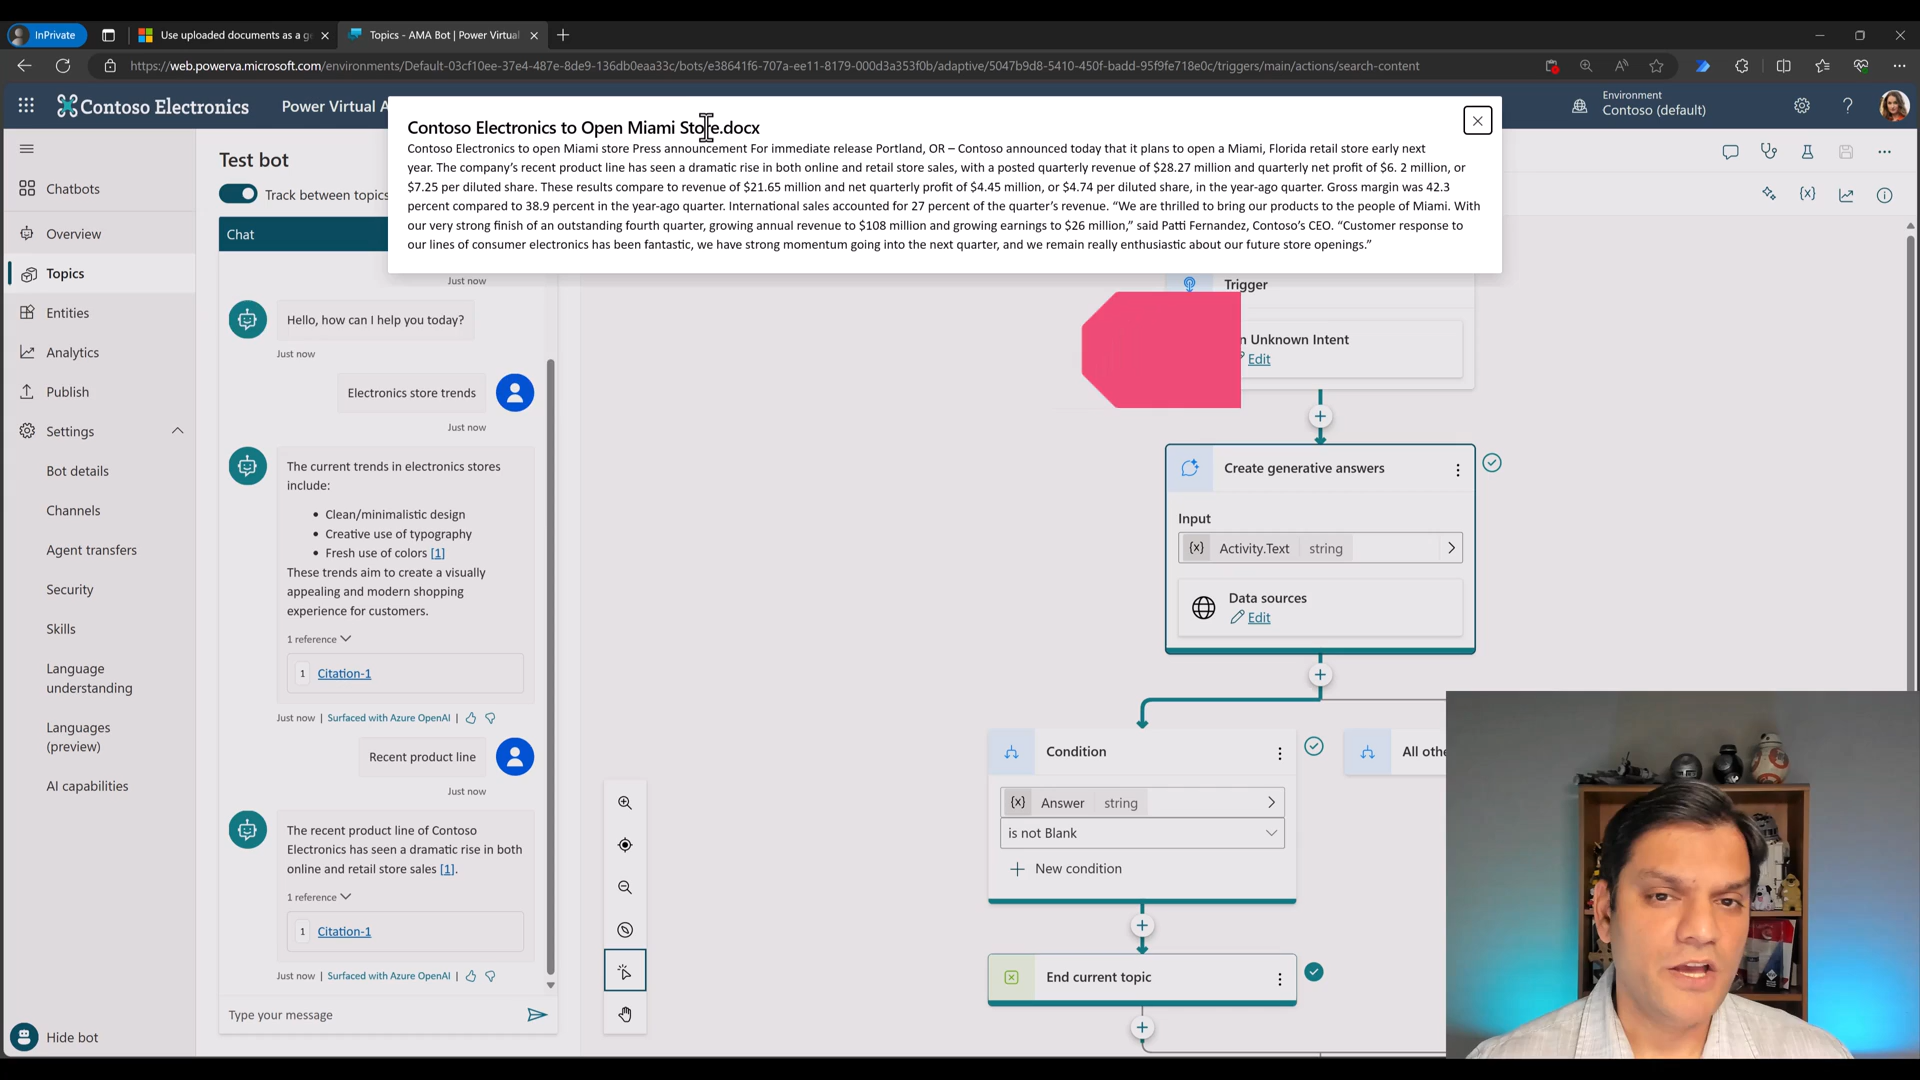 InPrivate
Use uploaded documents as a ge
Topics - AMA Bot | Power Virtual
https://web.powerva.microsoft.com/environments/Default-03cf10ee-37e4-487e-8de9-136db0eaa33c/bots/e38641f6-707a-ee11-8179-000d3a353f0b/adaptive/5047b9d8-5410-450f-badd-95f9fe718e0c/triggers/main/actions/search-content
Contoso Electronics
Power Virtual A
Environment
Contoso (default)
Contoso Electronics to Open Miami Store.docx
Contoso Electronics to open Miami store Press announcement For immediate release Portland, OR – Contoso announced today that it plans to open a Miami, Florida retail store early next
year. The company's recent product line has seen a dramatic rise in both online and retail store sales, with a posted quarterly revenue of $28.27 million and quarterly net profit of $6. 2 million, or
$7.25 per diluted share. These results compare to revenue of $21.65 million and net quarterly profit of $4.45 million, or $4.74 per diluted share, in the year-ago quarter. Gross margin was 42.3
percent compared to 38.9 percent in the year-ago quarter. International sales accounted for 27 percent of the quarter's revenue. "We are thrilled to bring our products to the people of Miami. With
our very strong finish of an outstanding fourth quarter, growing annual revenue to $108 million and growing earnings to $26 million," said Patti Fernandez, Contoso's CEO. "Customer response to
our lines of consumer electronics has been fantastic, we have strong momentum going into the next quarter, and we remain really enthusiastic about our future store openings."
Chatbots
Overview
Topics
Entities
Analytics
Publish
Settings
Bot details
Channels
Agent transfers
Security
Skills
Language
understanding
Languages
(preview)
AI capabilities
Hide bot
Test bot
Track between topics
Chat
Just now
Hello, how can I help you today?
Just now
Electronics store trends
Just now
The current trends in electronics stores
include:
• Clean/minimalistic design
• Creative use of typography
• Fresh use of colors [1]
These trends aim to create a visually
appealing and modern shopping
experience for customers.
1 reference
1 Citation-1
Just now | Surfaced with Azure OpenAI |
Recent product line
Just now
The recent product line of Contoso
Electronics has seen a dramatic rise in both
online and retail store sales [1].
1 reference
1 Citation-1
Just now | Surfaced with Azure OpenAI |
Type your message
Trigger
n Unknown Intent
Edit
Create generative answers
Input
{x} Activity.Text string
Data sources
Edit
Condition
{x} Answer string
is not Blank
New condition
End current topic
All othe